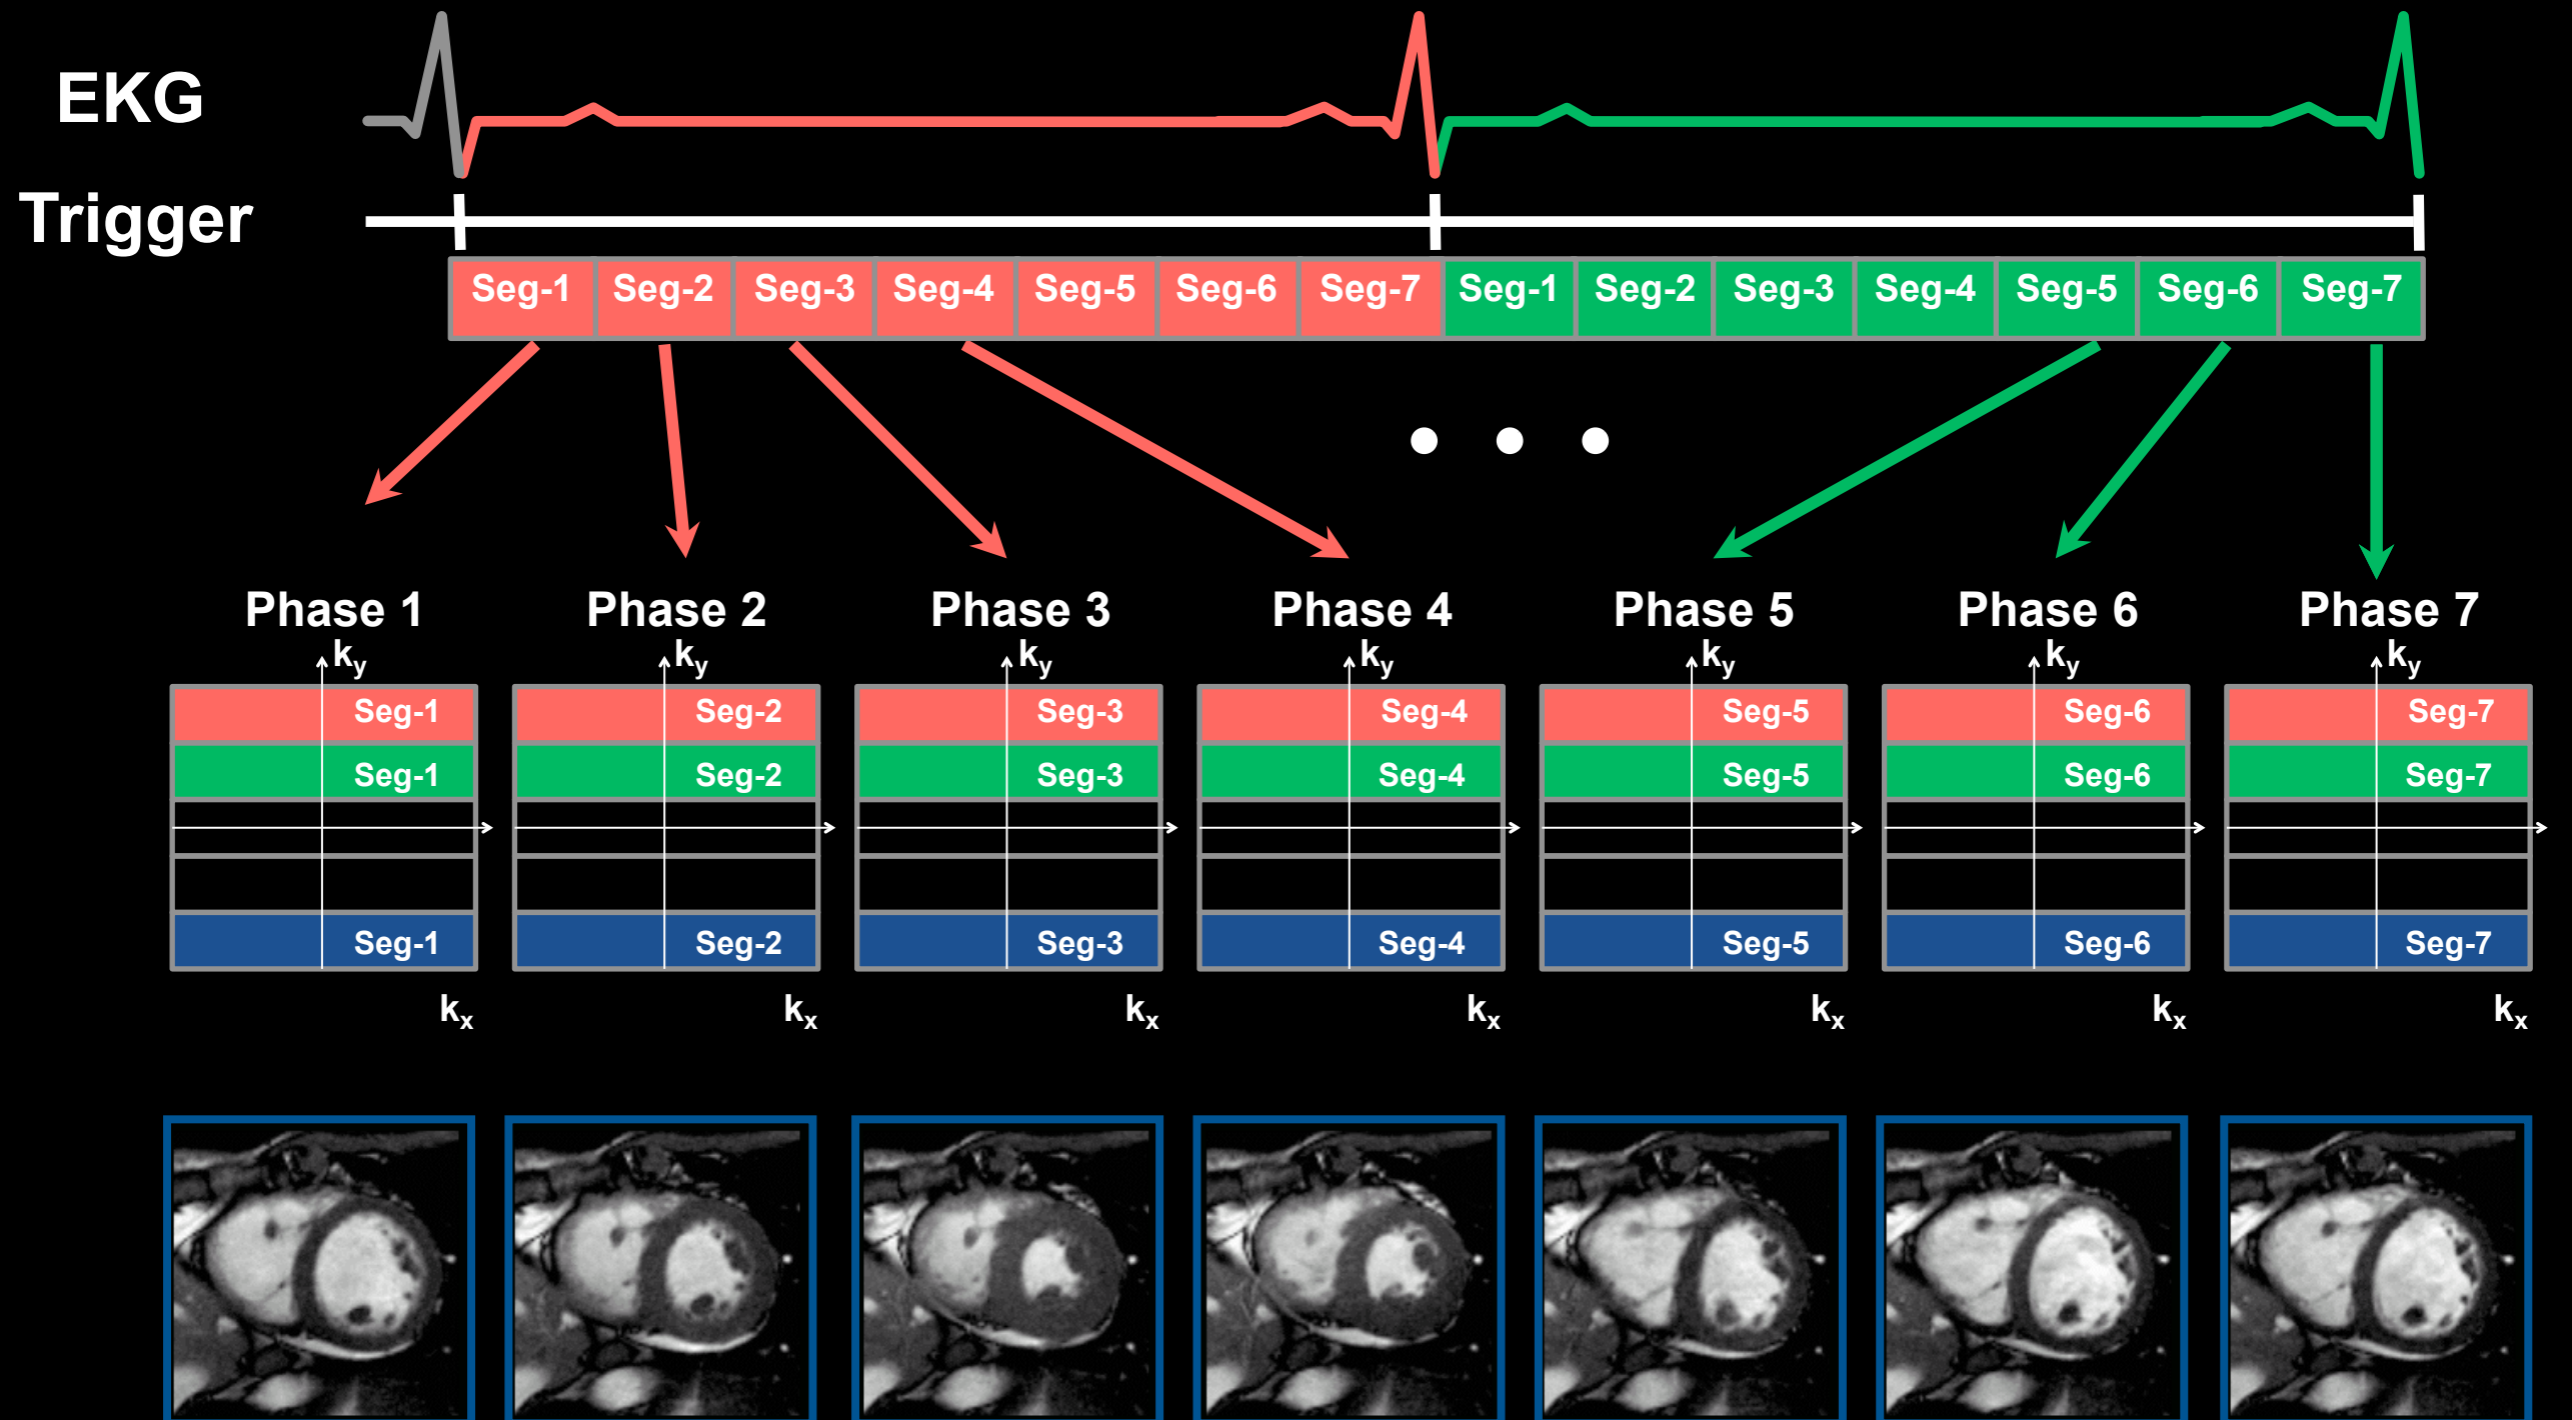 EKG
Trigger
Seg-1 Seg-2 Seg-3 Seg-4 Seg-5 Seg-6 Seg-7 Seg-1 Seg-2 Seg-3 Seg-4 Seg-5 Seg-6 Seg-7
Phase 1 Phase 2 Phase 3 Phase 4 Phase 5 Phase 6 Phase 7
ky ky ky ky ky ky ky
Seg-1 Seg-2 Seg-3 Seg-4 Seg-5 Seg-6 Seg-7
Seg-1 Seg-2 Seg-3 Seg-4 Seg-5 Seg-6 Seg-7
Seg-1 Seg-2 Seg-3 Seg-4 Seg-5 Seg-6 Seg-7
kx kx kx kx kx kx kx